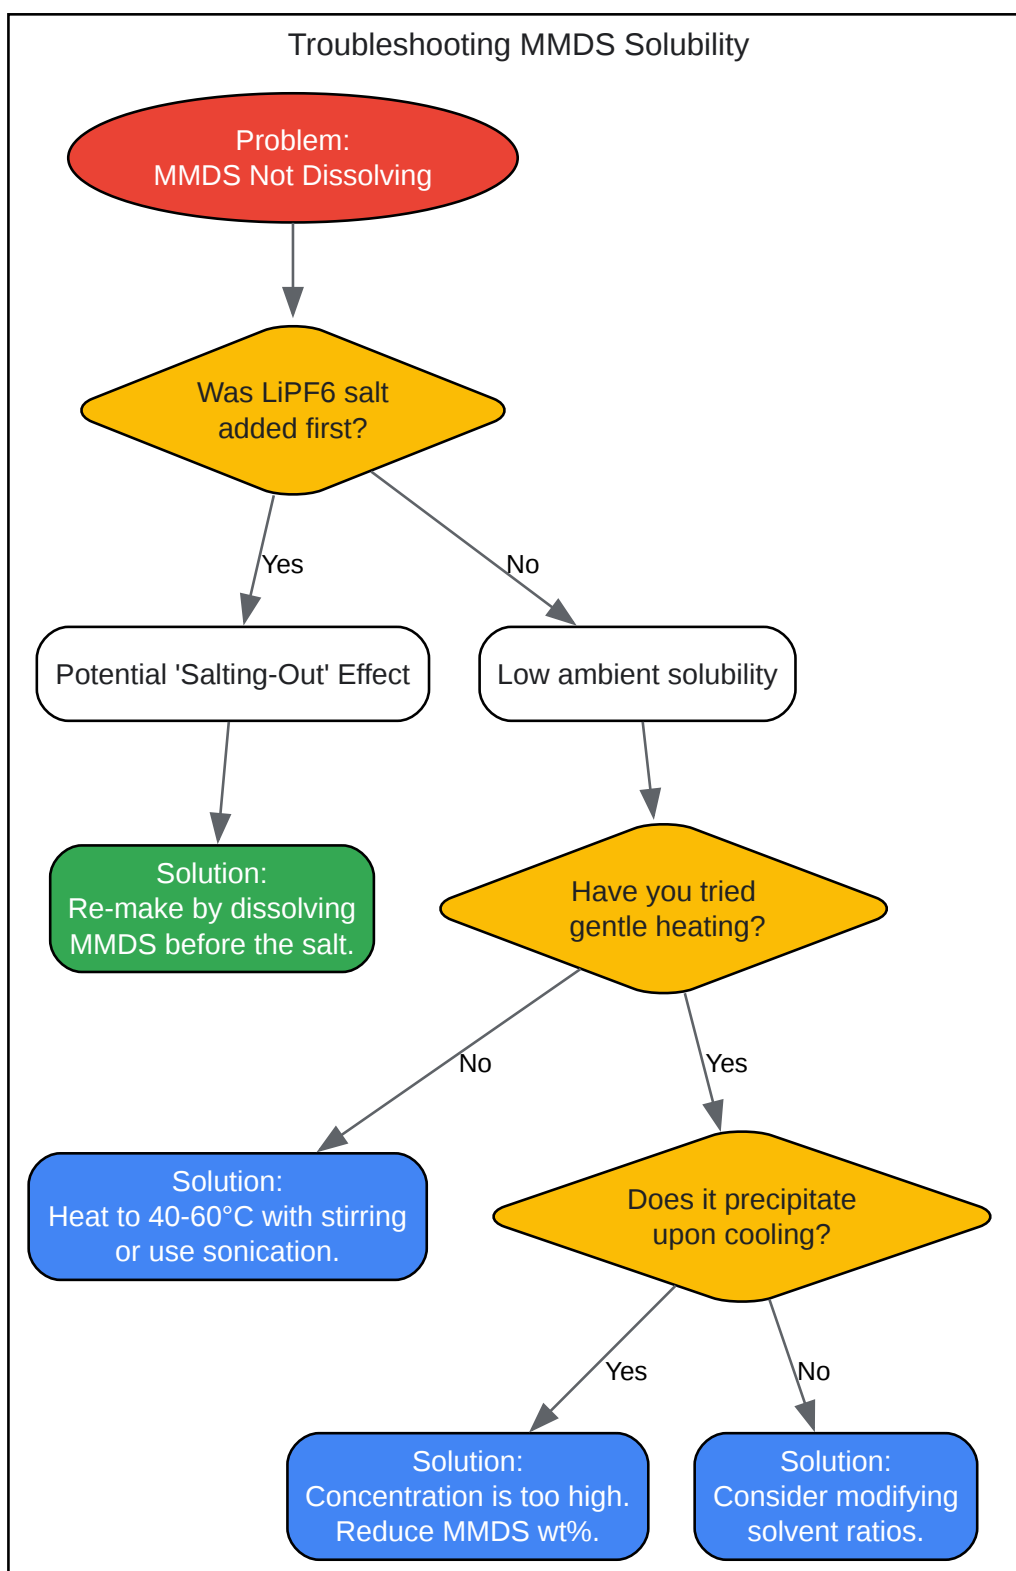 Troubleshooting MMDS Solubility
Problem:
MMDS Not Dissolving
Was LiPF6 salt
added first?
Yes
No
Potential 'Salting-Out' Effect
Low ambient solubility
Solution:
Re-make by dissolving
MMDS before the salt.
Have you tried
gentle heating?
No
Yes
Solution:
Heat to 40-60°C with stirring
or use sonication.
Does it precipitate
upon cooling?
Yes
No
Solution:
Concentration is too high.
Reduce MMDS wt%.
Solution:
Consider modifying
solvent ratios.